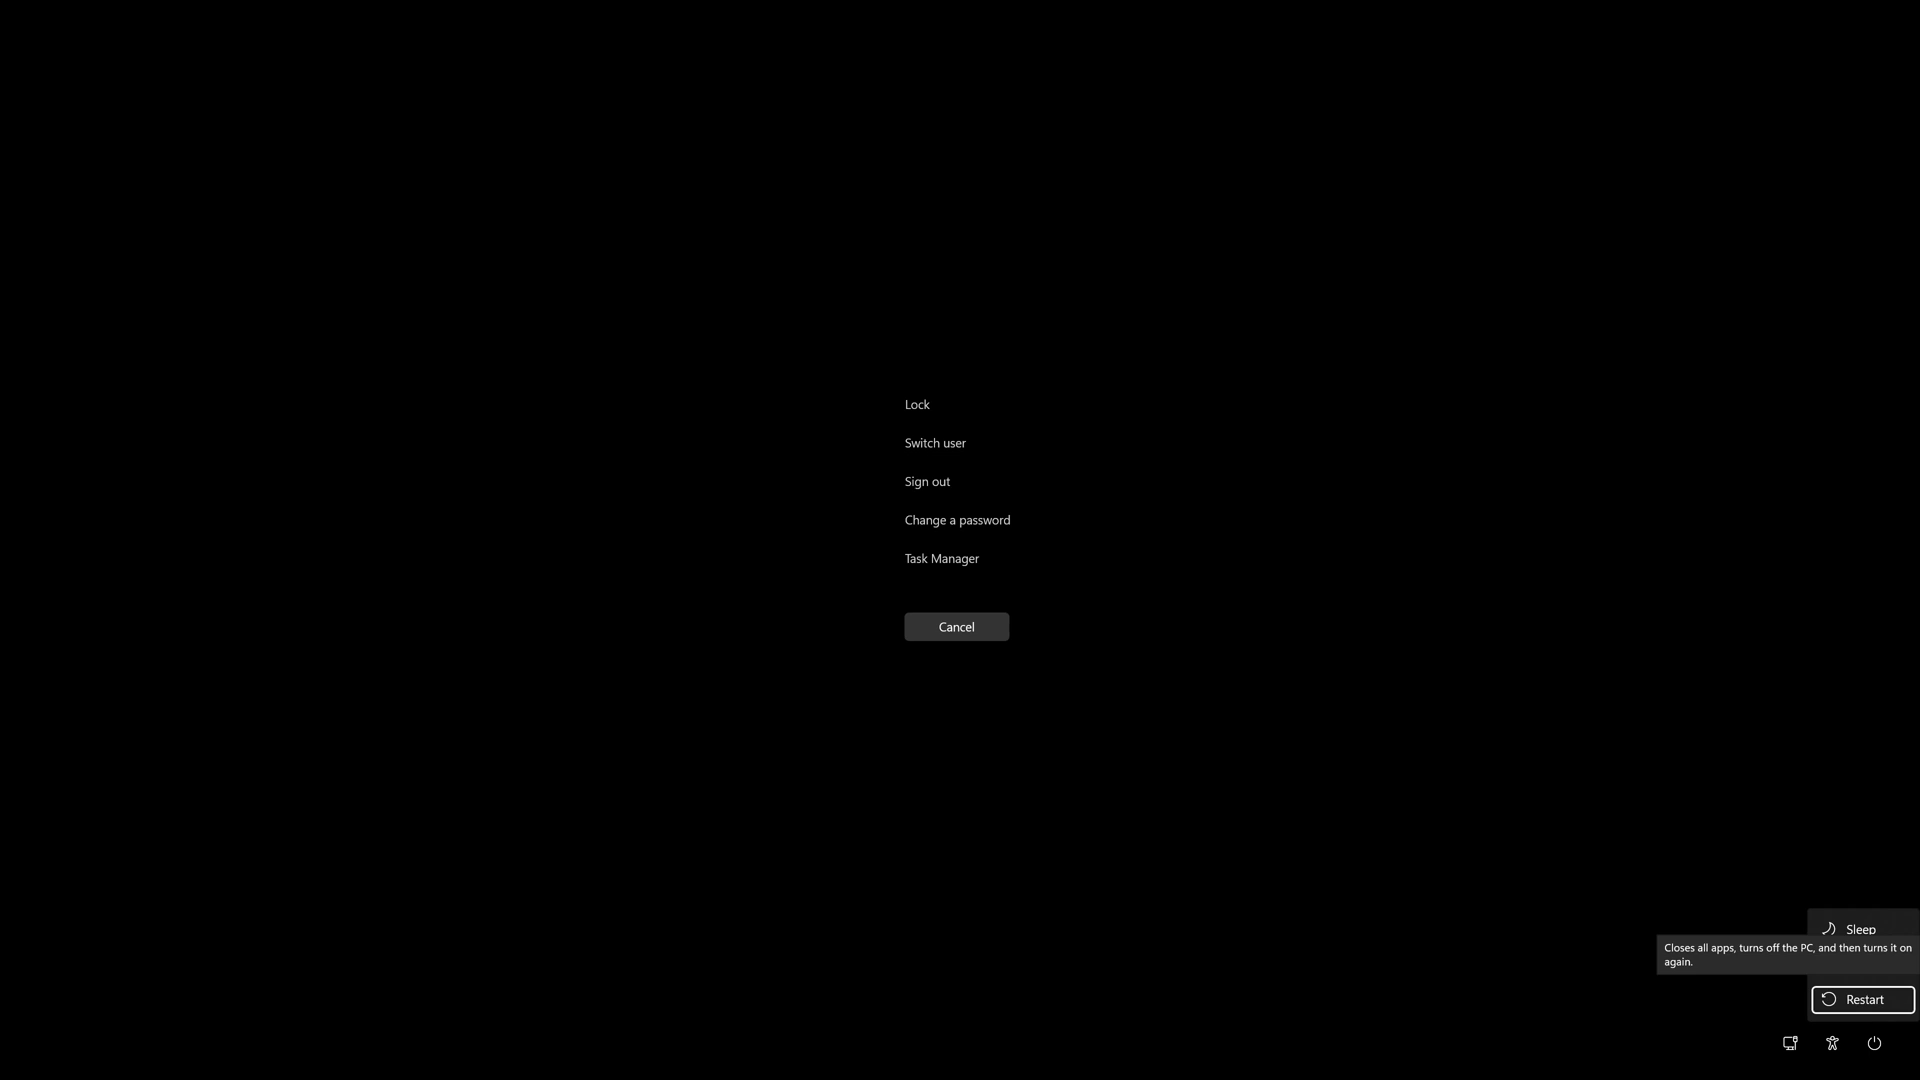 Lock
Switch user
Sign out
Change a password
Task Manager
Cancel
Sleep
Closes all apps, turns off the PC, and then turns it on
again.
Restart